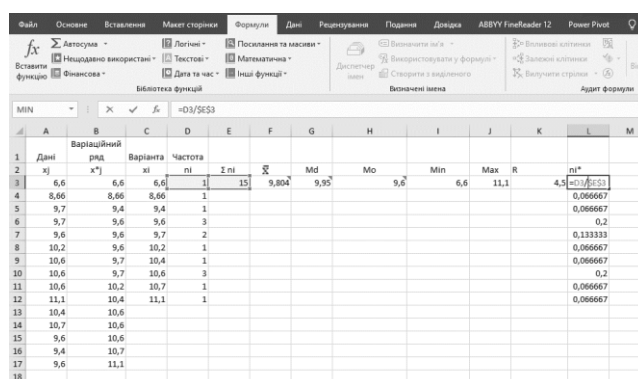 Файл Основне Вставлення Макет сторінки Формули Дані Рецензування Подання Довідка ABBYY FineReader 12 Power Pivot
fx Σ Автосума Логічні Посилання та масиви Визначити ім'я Впливові клітинки
Вставити функцію Нещодавно використані Текстові Математична Диспетчер імен Використовувати у формулі Залежні клітинки
Фінансова Дата та час Інші функції Створити з виділеного Вилучити стрілки
Бібліотека функцій Визначені імена Аудит формули
MIN fx =D3/$E$3
A B C D E F G H I J K L M
1 Дані Варіаційний ряд Варіанта Частота
2 xj x*j xi ni Σ ni X̅ Md Mo Min Max R ni*
3 6,6 6,6 6,6 1 15 9,804 9,95 9,6 6,6 11,1 4,5 =D3/$E$3
4 8,66 8,66 8,66 1 0,066667
5 9,7 9,4 9,4 1 0,066667
6 9,7 9,6 9,6 3 0,2
7 9,6 9,6 9,7 2 0,133333
8 10,2 9,6 10,2 1 0,066667
9 10,6 9,7 10,4 1 0,066667
10 10,6 9,7 10,6 3 0,2
11 10,6 10,2 10,7 1 0,066667
12 11,1 10,4 11,1 1 0,066667
13 10,4 10,6
14 10,7 10,6
15 9,6 10,6
16 9,4 10,7
17 9,6 11,1
18